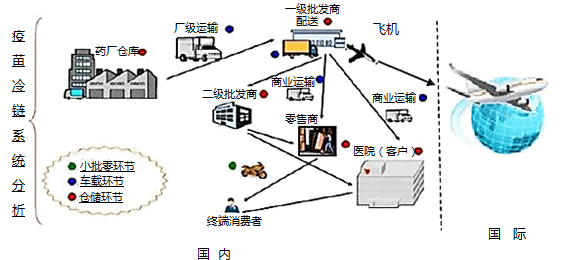 疫苗冷链系统分析
药厂仓库
厂级运输
一级批发商
配送
飞机
二级批发商
商业运输
商业运输
零售商
医院（客户）
小批零环节
车载环节
仓储环节
终端消费者
国内
国际